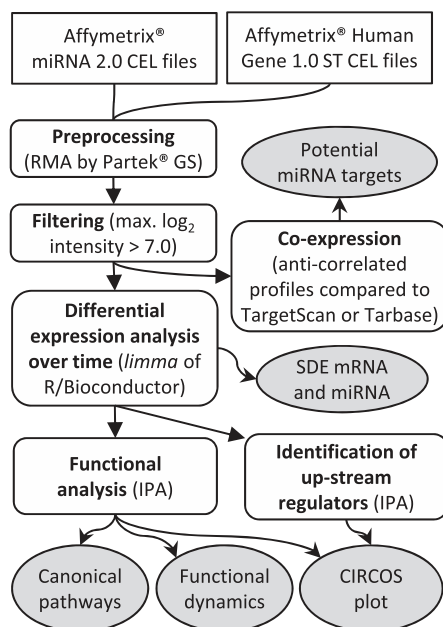 Affymetrix®
miRNA 2.0 CEL files
Affymetrix® Human
Gene 1.0 ST CEL files
Preprocessing
(RMA by Partek® GS)
Potential
miRNA targets
Filtering (max. log2
intensity > 7.0)
Co-expression
(anti-correlated
profiles compared to
TargetScan or Tarbase)
Differential
expression analysis
over time (limma of
R/Bioconductor)
SDE mRNA
and miRNA
Functional
analysis (IPA)
Identification of
up-stream
regulators (IPA)
Canonical
pathways
Functional
dynamics
CIRCOS
plot